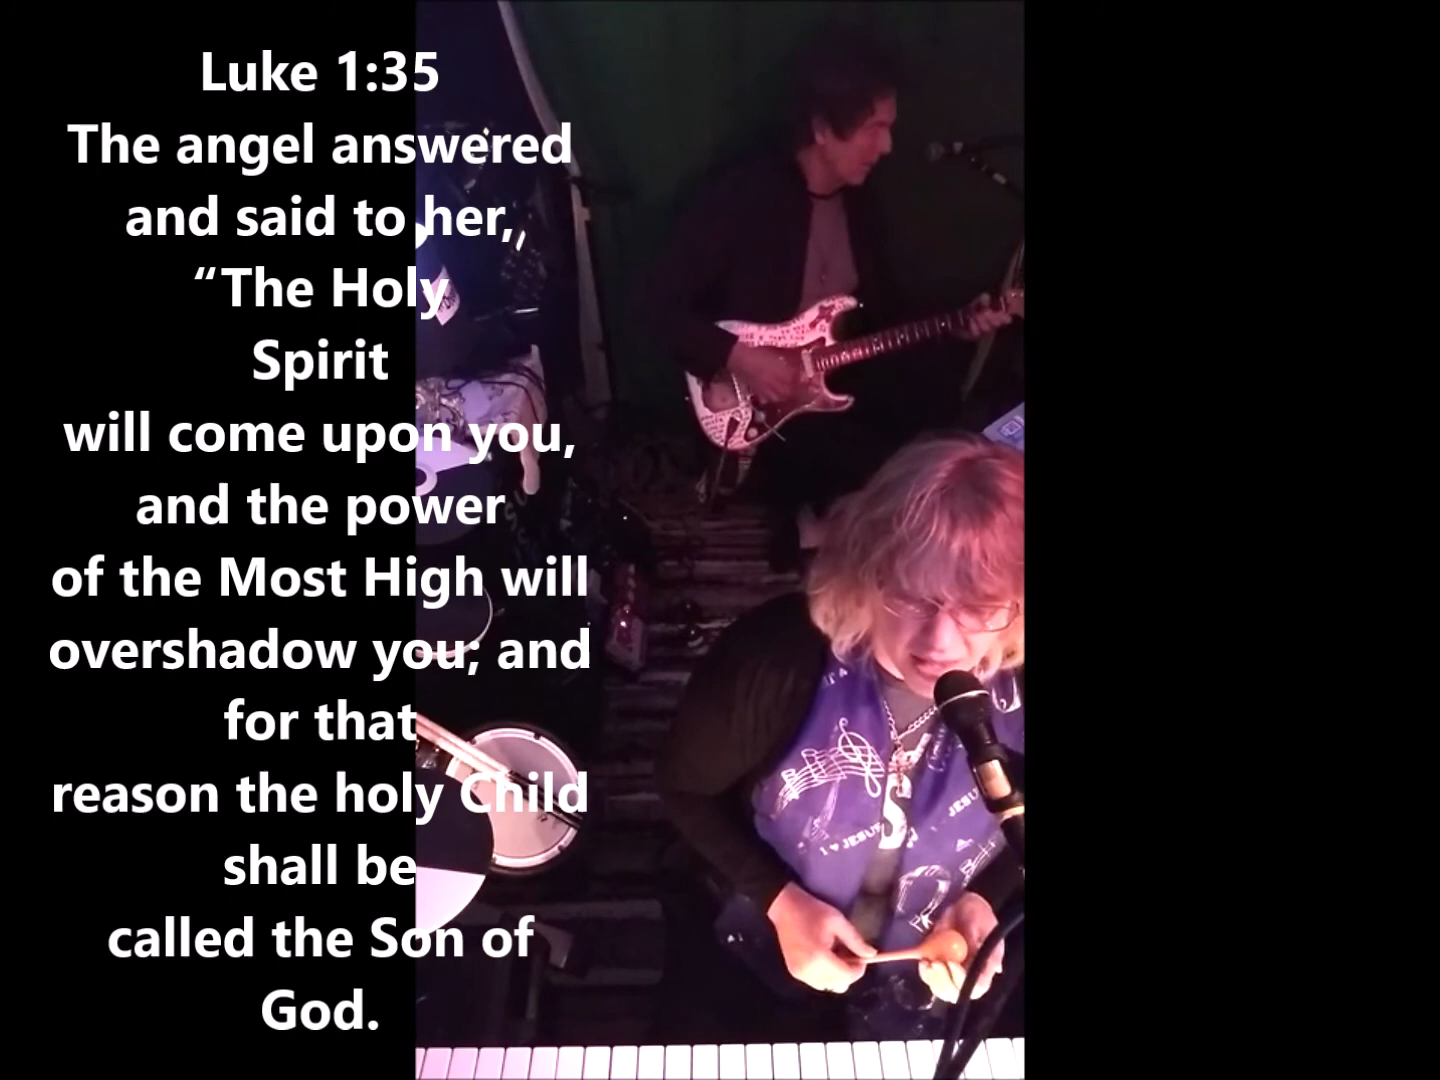 Luke 1:35
The angel answered
and said to her,
“The Holy
Spirit
will come upon you,
and the power
of the Most High will
overshadow you; and
for that
reason the holy Child
shall be
called the Son of
God.
I ♥ JESUS
JESU